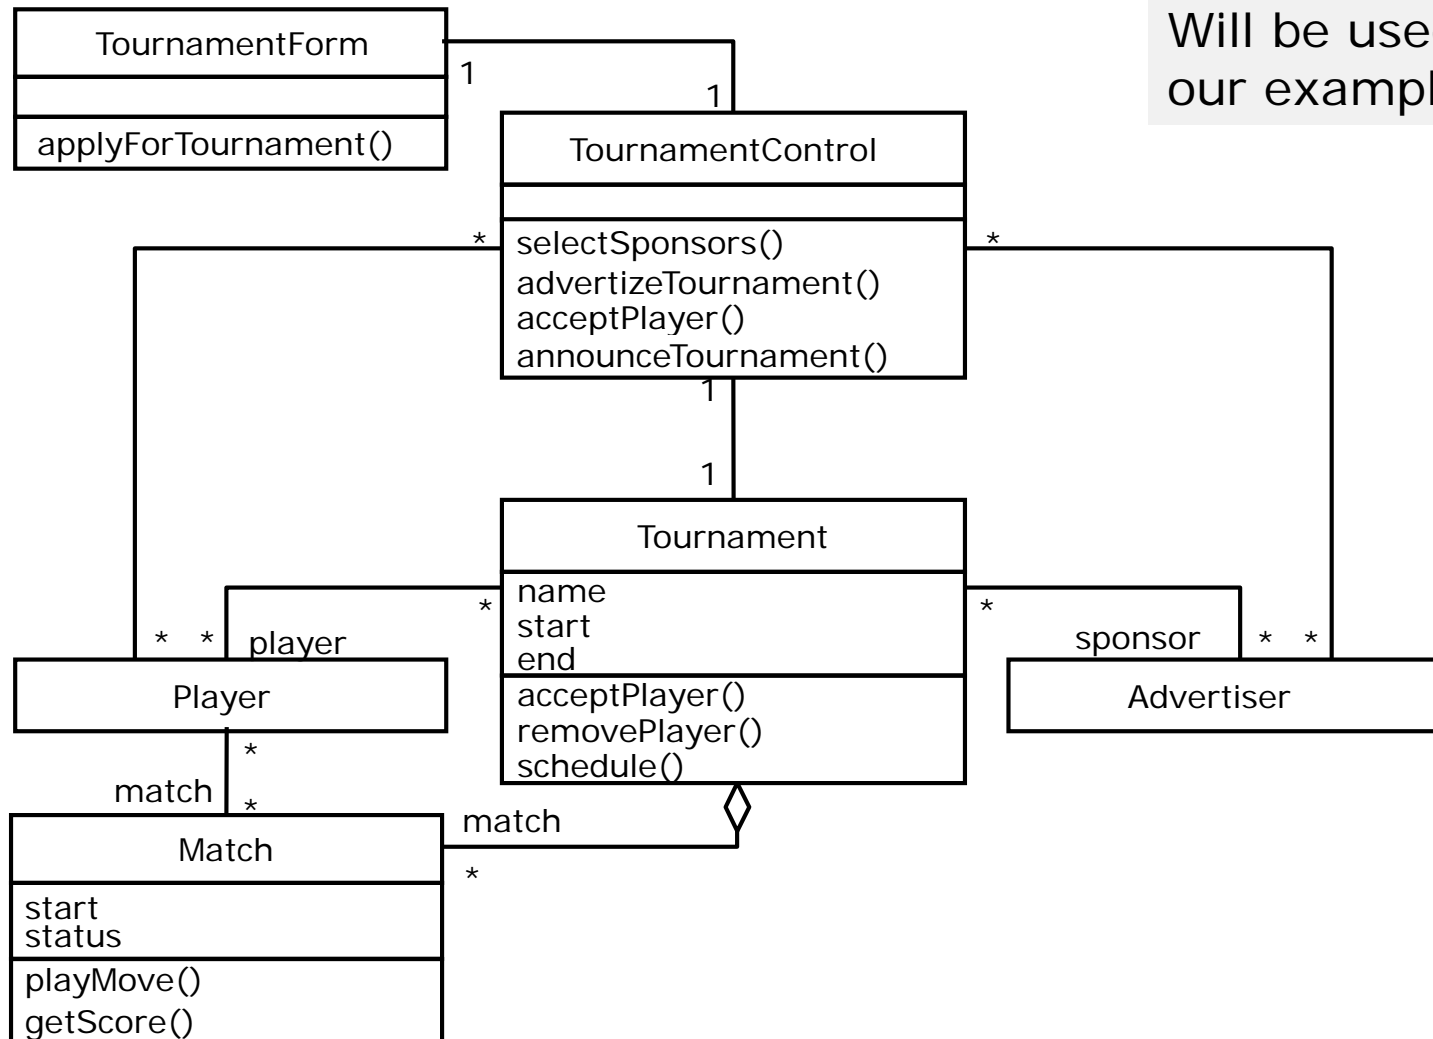 TournamentForm
applyForTournament()
1
1
Will be use
our exampl
TournamentControl
selectSponsors()
advertizeTournament()
acceptPlayer()
announceTournament()
*
*
1
1
Tournament
name
start
end
acceptPlayer()
removePlayer()
schedule()
*
*
* * player
sponsor * *
Player
Advertiser
*
match
*
match
*
Match
start
status
playMove()
getScore()